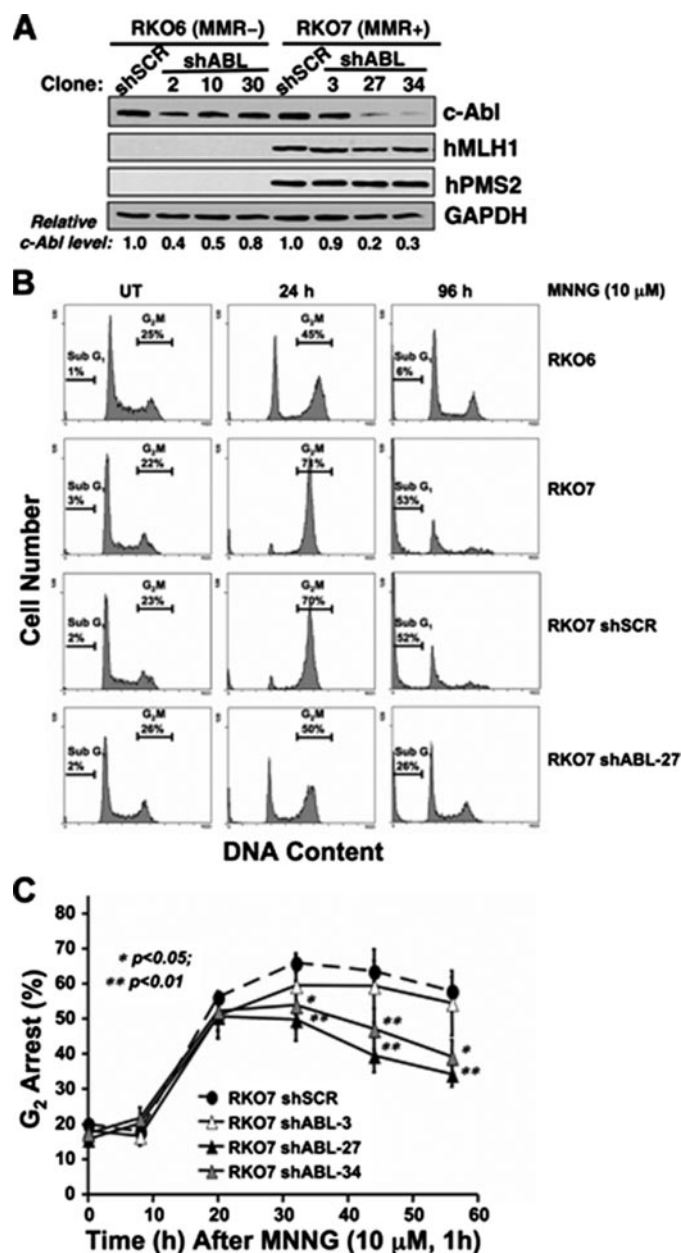 A
RKO6 (MMR–) RKO7 (MMR+)
shABL shABL
Clone: shSCR 2 10 30 shSCR 3 27 34
c-Abl
hMLH1
hPMS2
GAPDH
Relative
c-Abl level: 1.0 0.4 0.5 0.8 1.0 0.9 0.2 0.3
B
UT 24 h 96 h MNNG (10 µM)
G₂M
25%
Sub G₁
1%
G₂M
45%
Sub G₁
6%
RKO6
G₂M
22%
Sub G₁
3%
G₂M
71%
Sub G₁
53%
RKO7
G₂M
23%
Sub G₁
2%
G₂M
70%
Sub G₁
52%
RKO7 shSCR
G₂M
26%
Sub G
2%
G₂M
50%
Sub G
26%
RKO7 shABL-27
Cell Number
DNA Content
C
80
70
60
50
40
30
20
10
0
G₂ Arrest (%)
* p<0.05;
** p<0.01
*
**
**
**
*
**
RKO7 shSCR
RKO7 shABL-3
RKO7 shABL-27
RKO7 shABL-34
0 10 20 30 40 50 60
Time (h) After MNNG (10 µM, 1h)